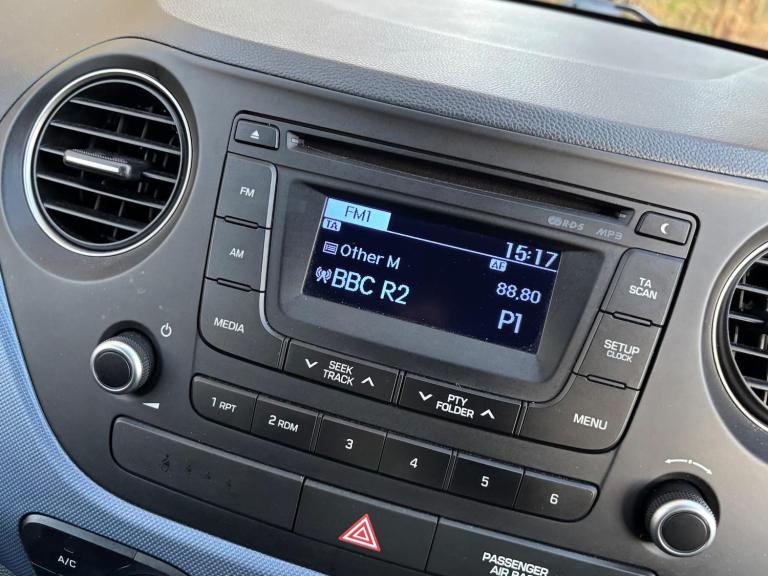 R·D·S MP3
FM
AM
MEDIA
FM1
TA
15:17
Other M
AF
BBC R2
88.80
P1
TA
SCAN
SETUP
CLOCK
MENU
SEEK
TRACK
PTY
FOLDER
1 RPT
2 RDM
3
4
5
6
A/C
PASSENGER
AIR BAG